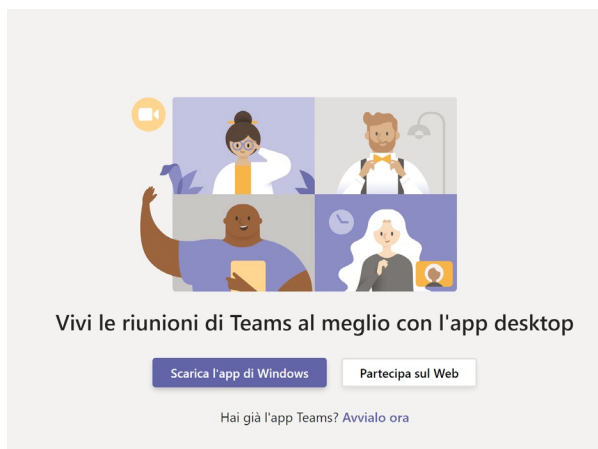 Vivi le riunioni di Teams al meglio con l'app desktop
Scarica l'app di Windows
Partecipa sul Web
Hai già l'app Teams? Avvialo ora